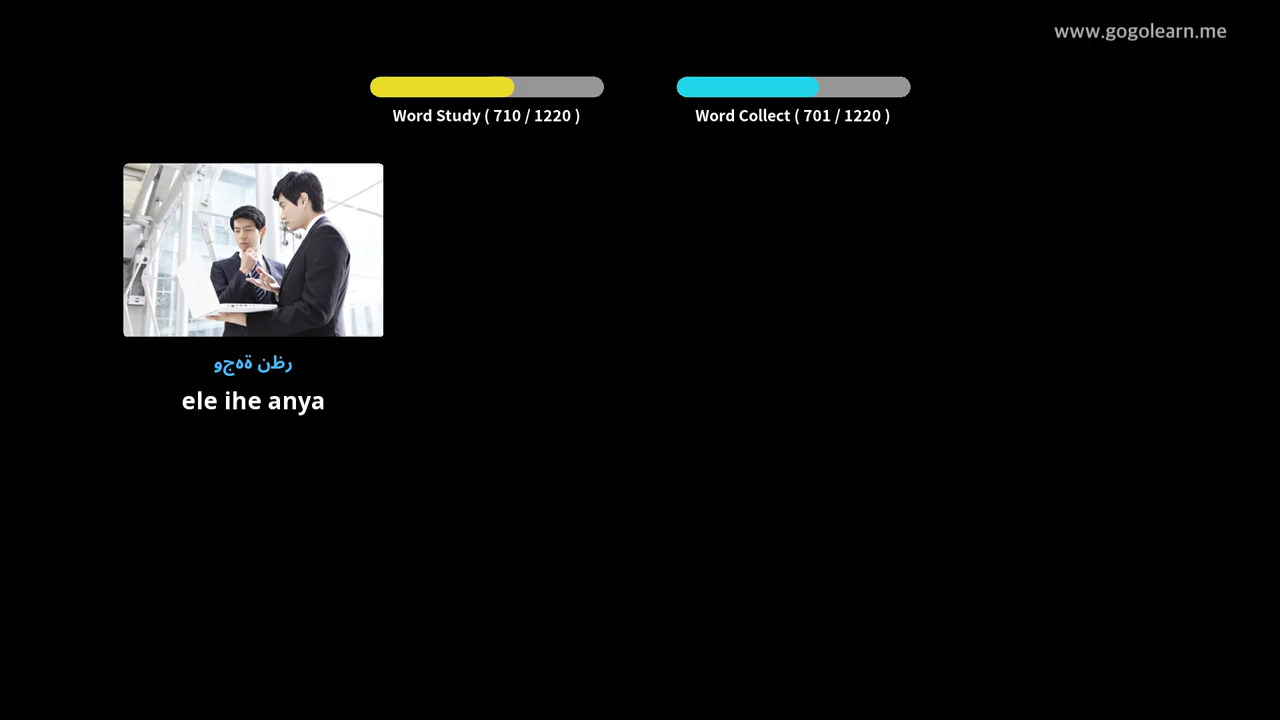 www.gogolearn.me
Word Study ( 710 / 1220 )
Word Collect ( 701 / 1220 )
رظن ةهجو
ele ihe anya